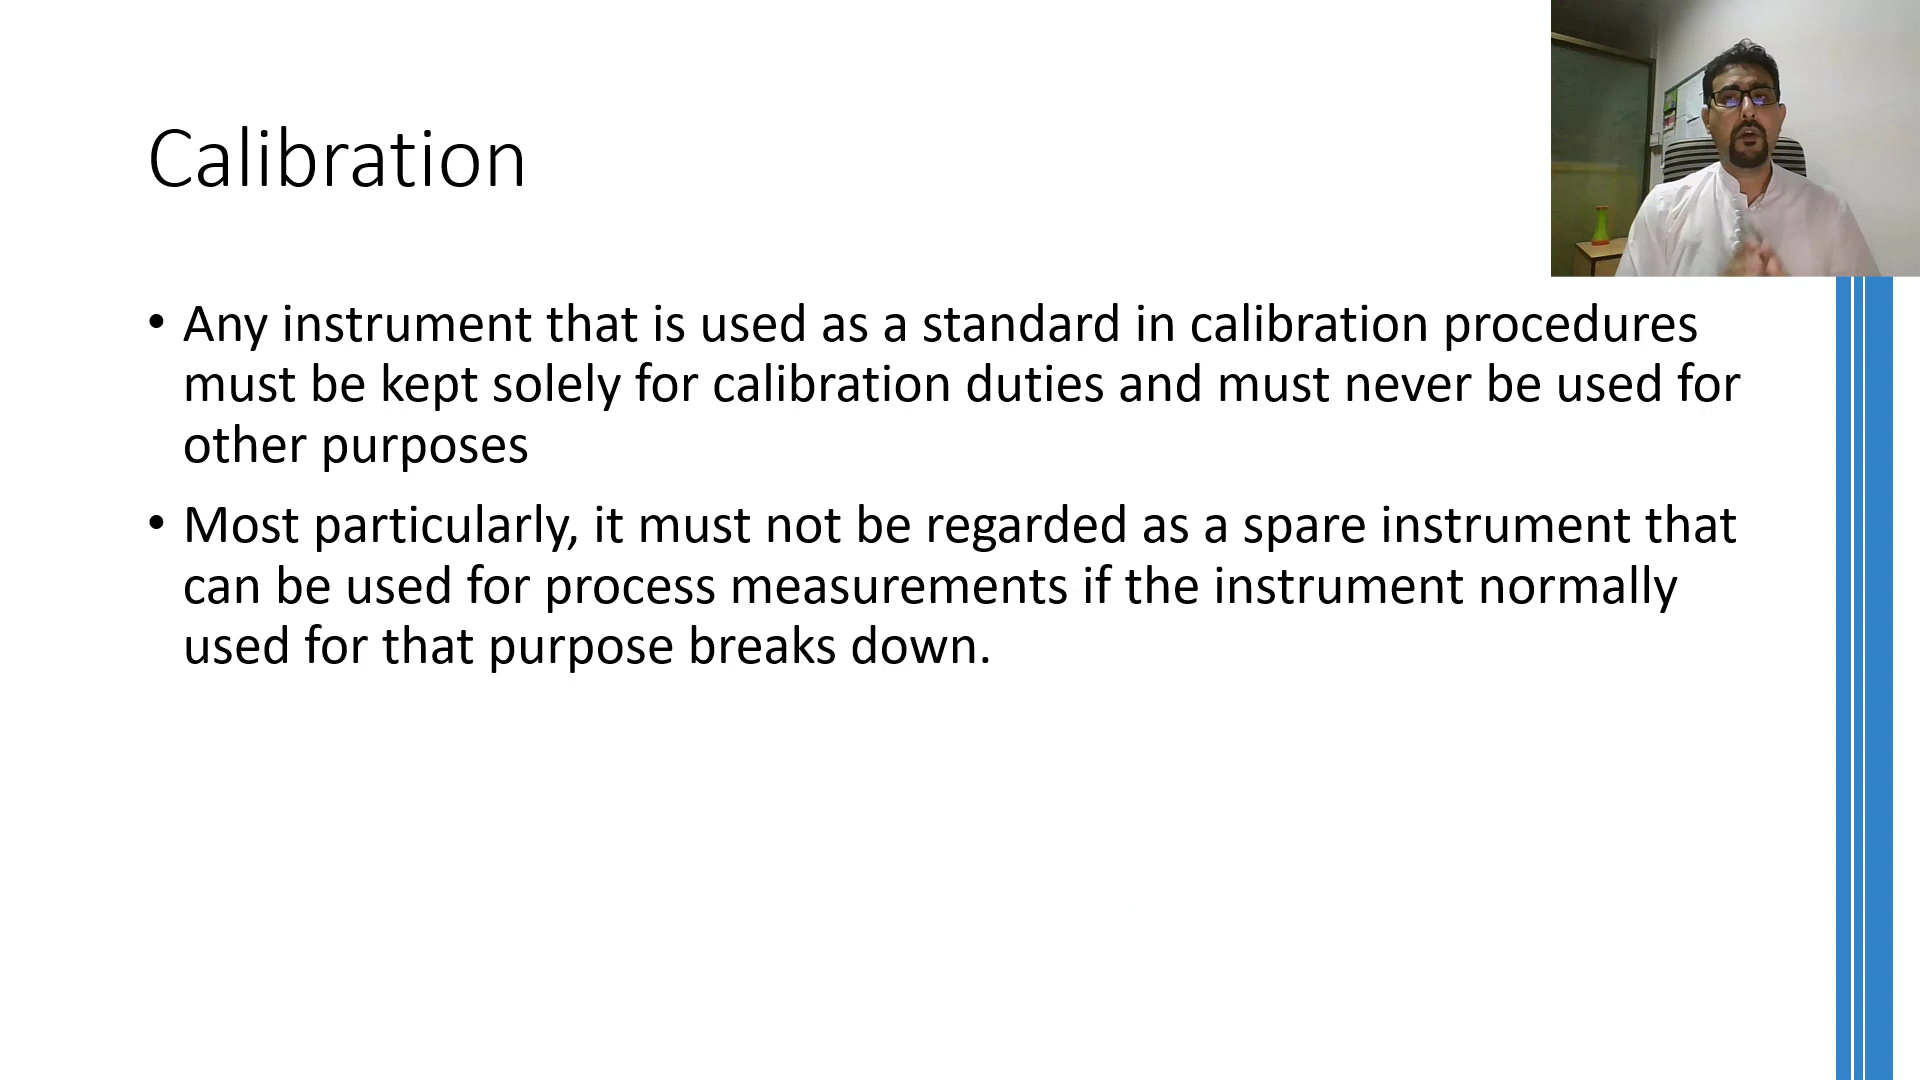 Calibration
• Any instrument that is used as a standard in calibration procedures
must be kept solely for calibration duties and must never be used for
other purposes
• Most particularly, it must not be regarded as a spare instrument that
can be used for process measurements if the instrument normally
used for that purpose breaks down.